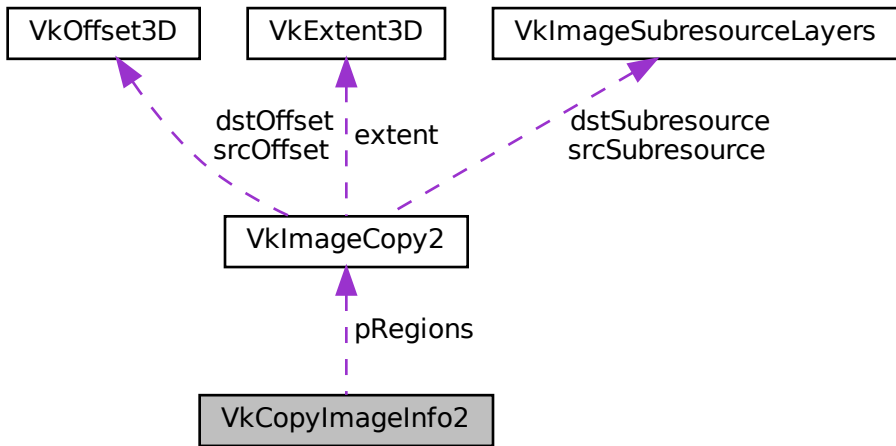 VkOffset3D
VkExtent3D
VkImageSubresourceLayers
dstOffset
srcOffset
extent
dstSubresource
srcSubresource
VkImageCopy2
pRegions
VkCopyImageInfo2